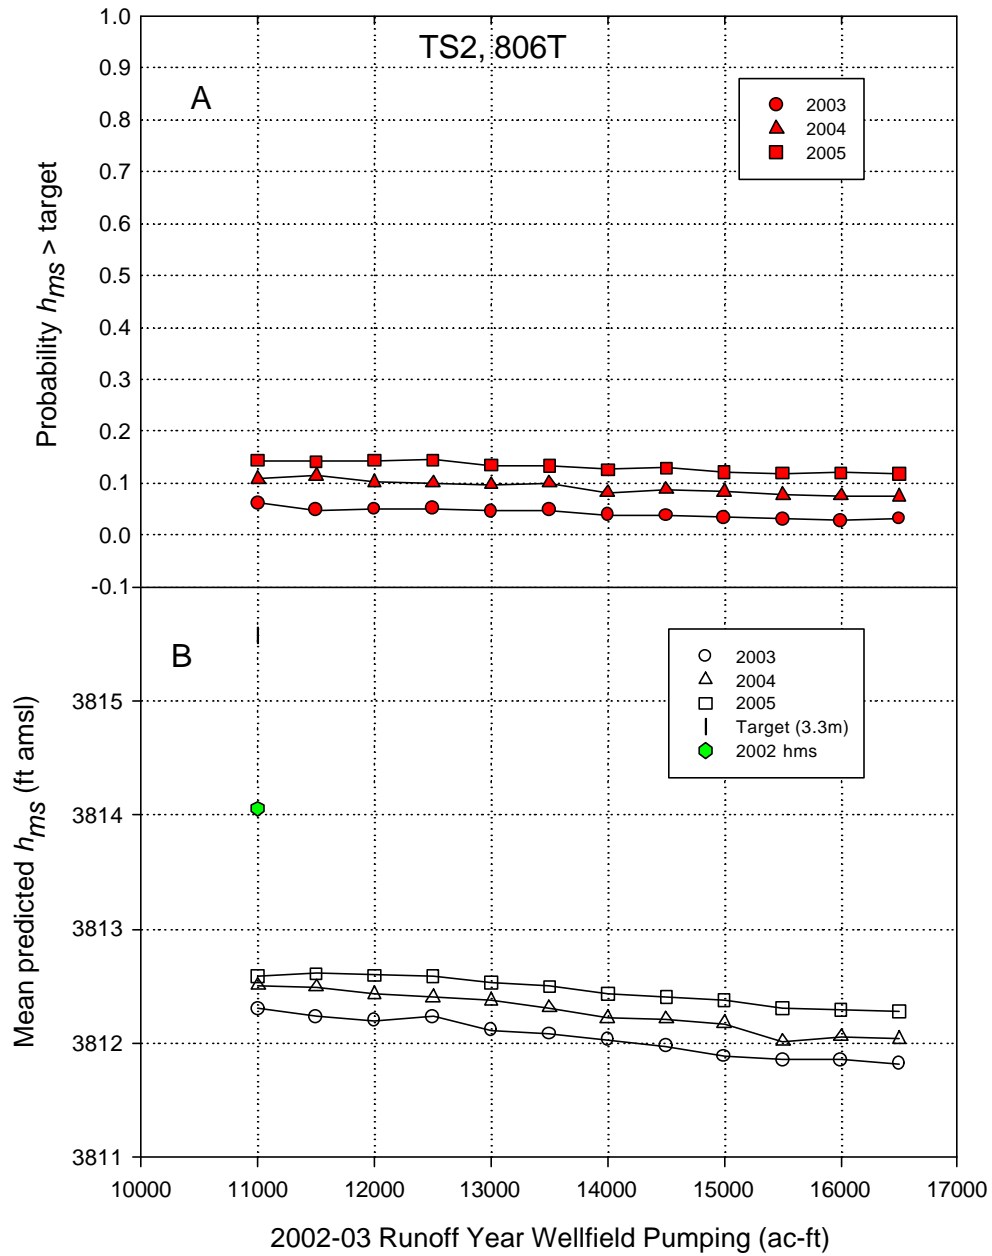 TS2, 806T
A
1.0
0.9
0.8
0.7
0.6
0.5
0.4
0.3
0.2
0.1
0.0
-0.1
Probability hms > target
2003
2004
2005
B
3815
3814
3813
3812
3811
Mean predicted hms (ft amsl)
2003
2004
2005
Target (3.3m)
2002 hms
10000 11000 12000 13000 14000 15000 16000 17000
2002-03 Runoff Year Wellfield Pumping (ac-ft)